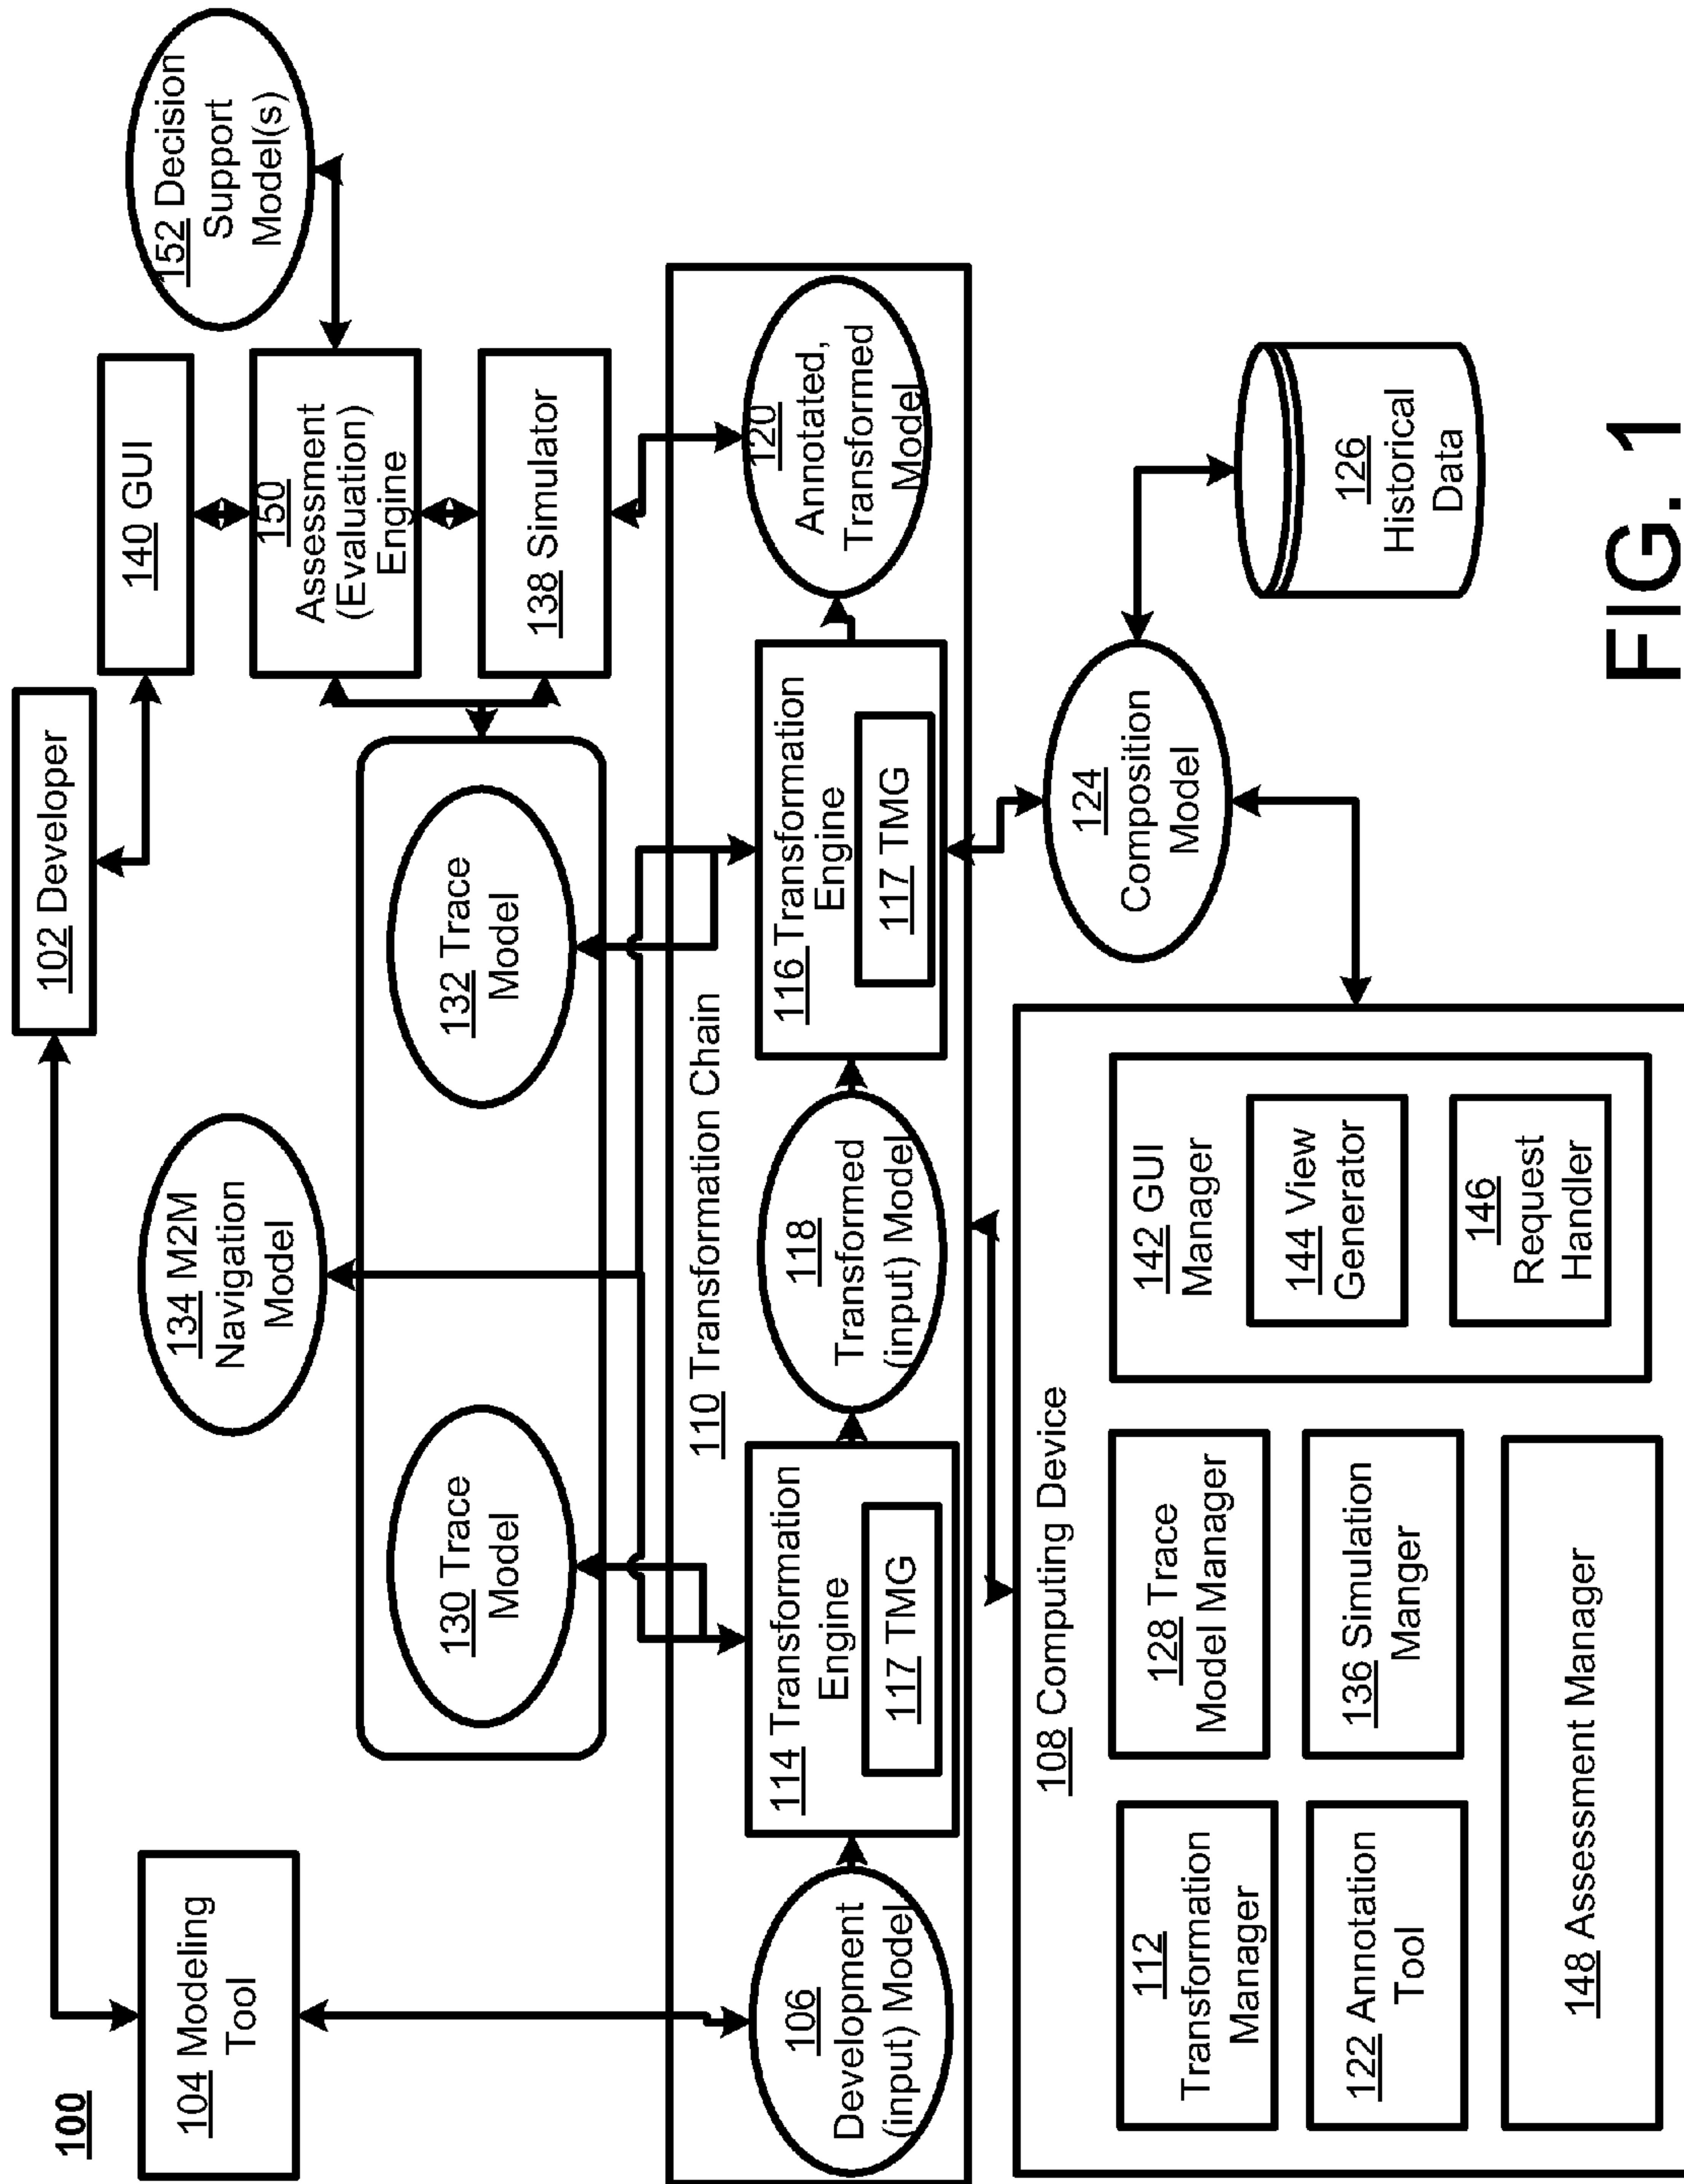 100
102 Developer
104 Modeling
Tool
134 M2M
Navigation
Model
140 GUI
152 Decision
Support
Model(s)
150
Assessment
(Evaluation)
Engine
130 Trace
Model
132 Trace
Model
138 Simulator
110 Transformation Chain
106
Development
(input) Model
114 Transformation
Engine
117 TMG
118
Transformed
(input) Model
116 Transformation
Engine
117 TMG
120
Annotated,
Transformed
Model
108 Computing Device
112
Transformation
Manager
128 Trace
Model Manager
142 GUI
Manager
144 View
Generator
122 Annotation
Tool
136 Simulation
Manger
146
Request
Handler
148 Assessment Manager
124
Composition
Model
126
Historical
Data
FIG. 1